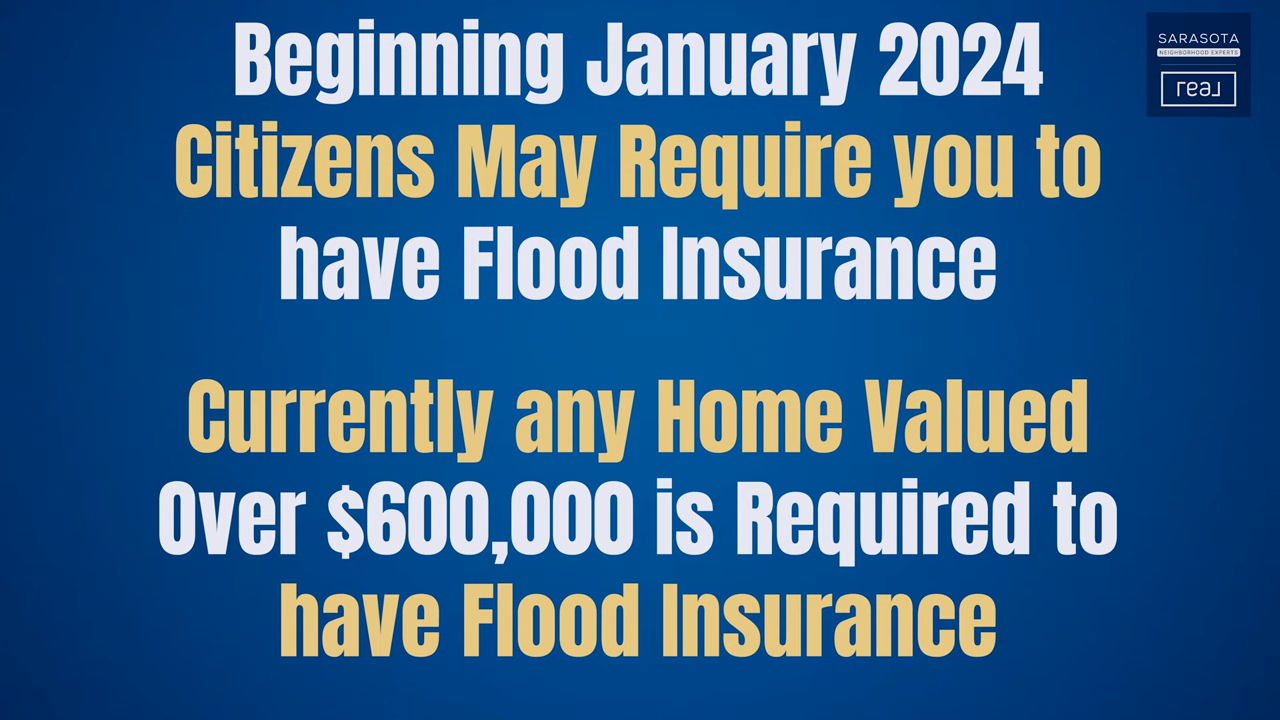 Beginning January 2024
Citizens May Require you to
have Flood Insurance
Currently any Home Valued
Over $600,000 is Required to
have Flood Insurance
SARASOTA
NEIGHBORHOOD EXPERTS
real